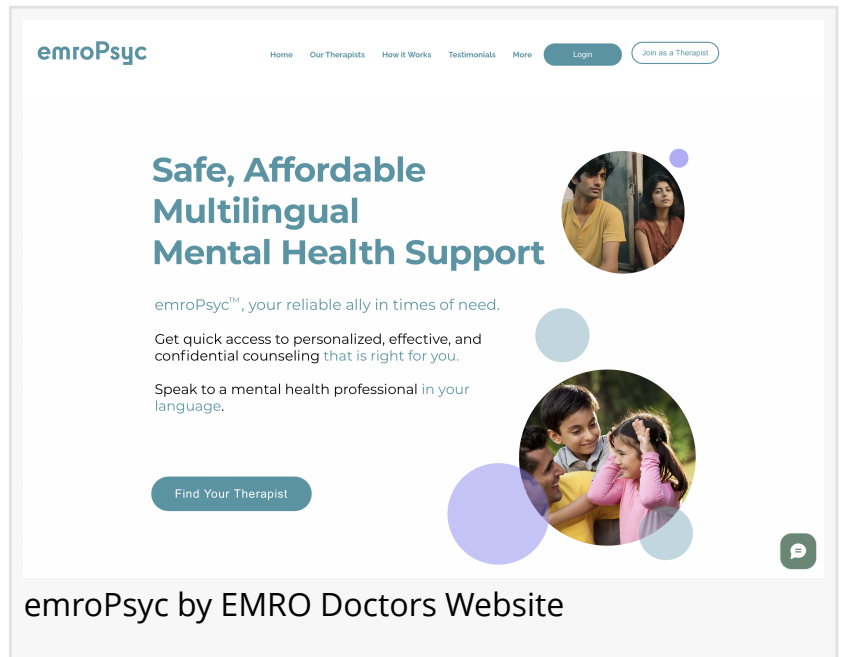 emroPsyc
Home Our Therapists How it Works Testimonials More Login Join as a Therapist
Safe, Affordable
Multilingual
Mental Health Support
emroPsyc™, your reliable ally in times of need.
Get quick access to personalized, effective, and
confidential counseling that is right for you.
Speak to a mental health professional in your
language.
Find Your Therapist
emroPsyc by EMRO Doctors Website